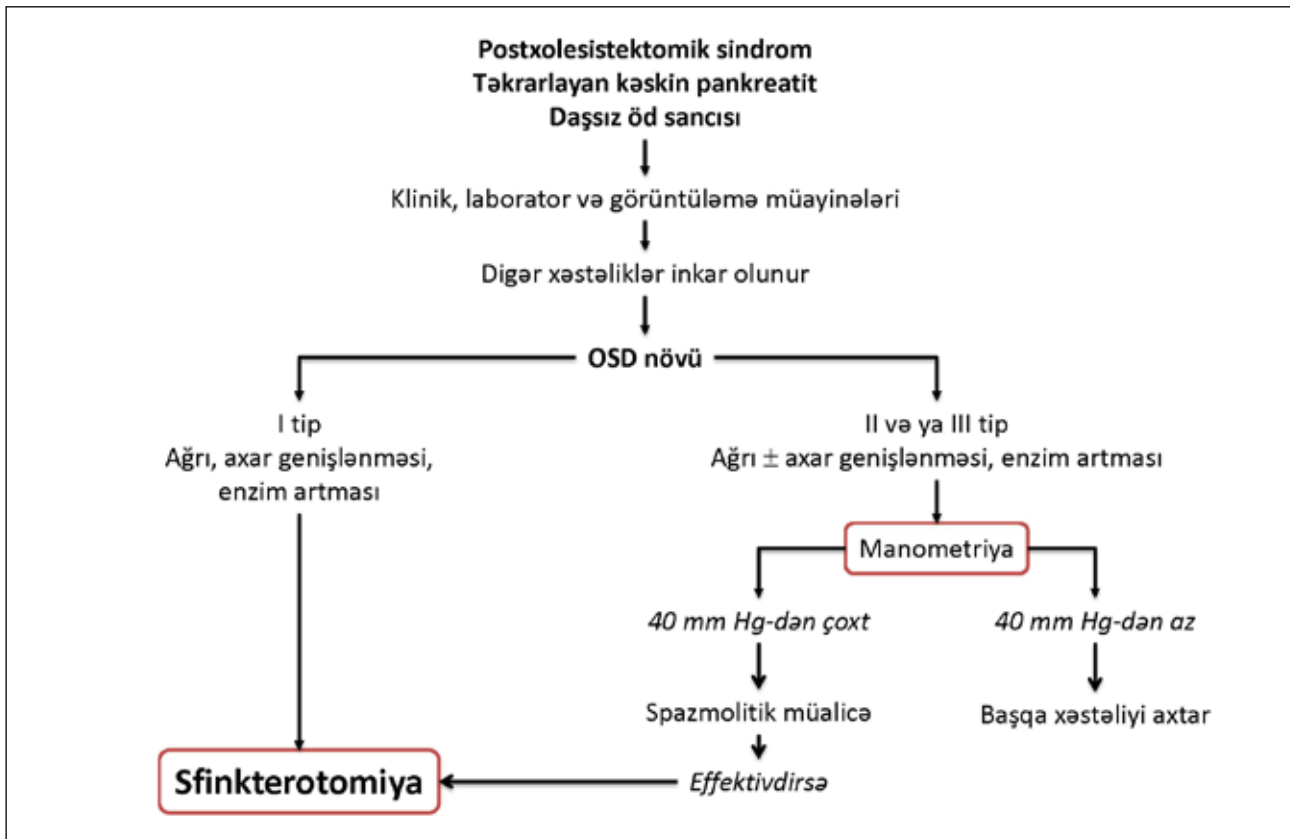 Postxolesistektomik sindrom
Təkrarlayan kəskin pankreatit
Daşsız öd sancısı
Klinik, laborator və görüntüləmə müayinələri
Digər xəstəliklər inkar olunur
OSD növü
I tip
Ağrı, axar genişlənməsi,
enzim artması
II və ya III tip
Ağrı ± axar genişlənməsi, enzim artması
Manometriya
40 mm Hg-dən çoxt
40 mm Hg-dən az
Spazmolitik müalicə
Başqa xəstəliyi axtar
Sfinkterotomiya
Effektivdirsə